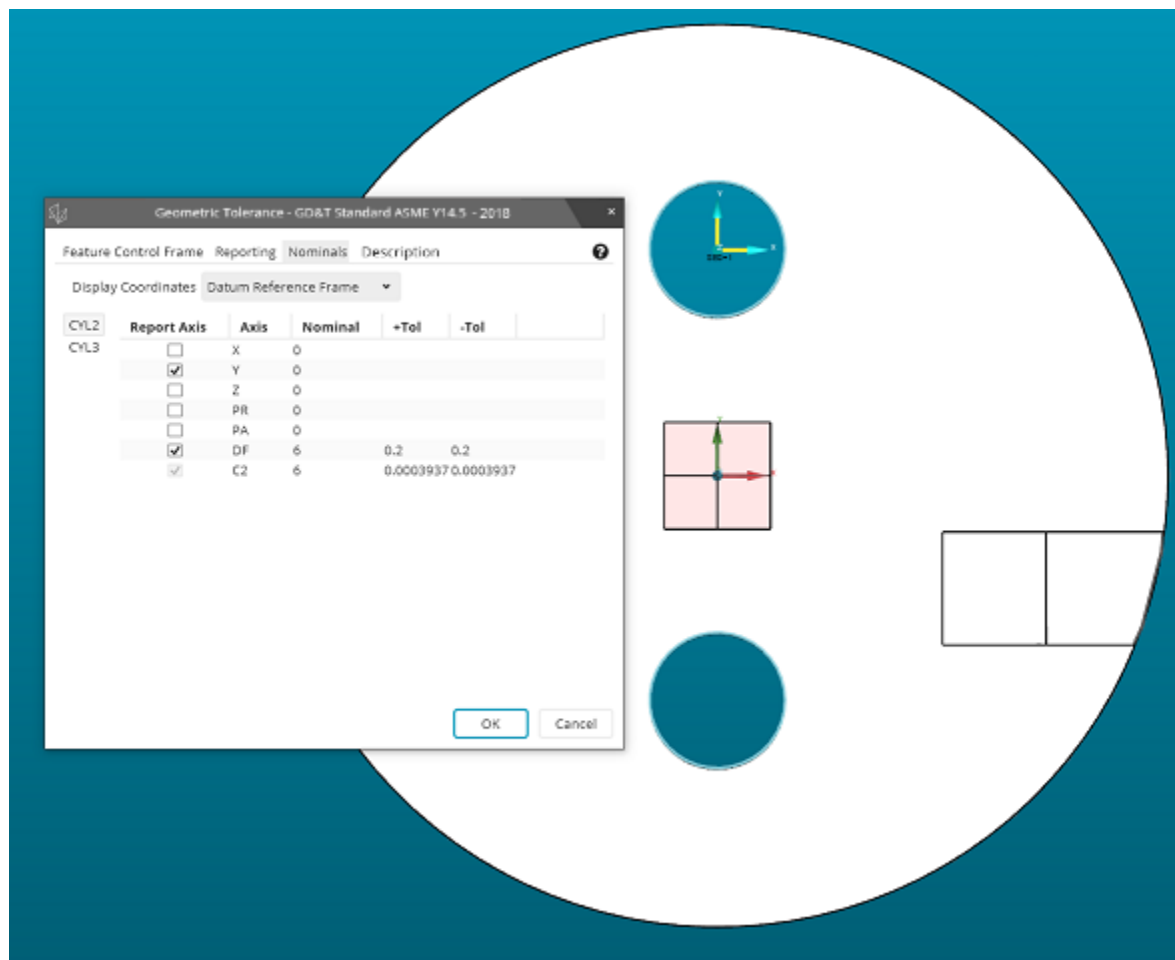 Geometric Tolerance - GD&T Standard ASME Y14.5 - 2018 ×
Feature Control Frame Reporting Nominals Description ?
Display Coordinates Datum Reference Frame
CYL2
CYL3
Report Axis Axis Nominal +Tol -Tol
X 0
Y 0
Z 0
PR 0
PA 0
DF 6 0.2 0.2
C2 6 0.0003937 0.0003937
OK Cancel
Y
X
Z
Y
X